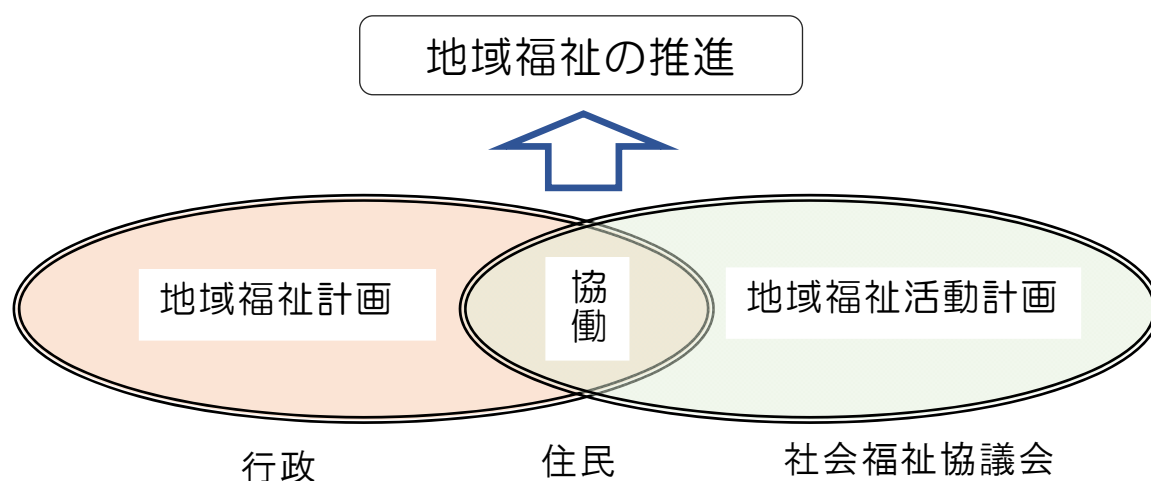 地域福祉の推進
地域福祉計画
協働
地域福祉活動計画
行政
住民
社会福祉協議会